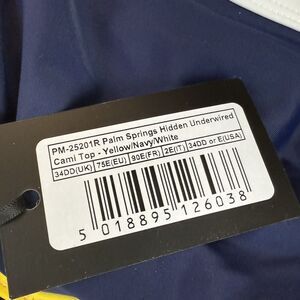 PM-25201R Palm Springs Hidden Underwired
Cami Top - Yellow/Navy/White
34DD(UK) 75E(EU) 90E(FR) 2E(IT) 34DD or E(USA)
5 018895 126038